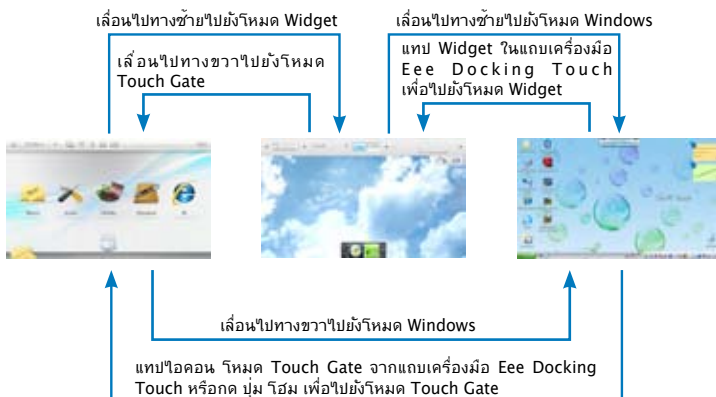 เลื่อนไปทางซ้ายไปยังโหมด Widget
เลื่อนไปทางซ้ายไปยังโหมด Windows
เลื่อนไปทางขวาไปยังโหมด
Touch Gate
แทป Widget ในแถบเครื่องมือ
Eee Docking Touch
เพื่อไปยังโหมด Widget
เลื่อนไปทางขวาไปยังโหมด Windows
แทปไอคอน โหมด Touch Gate จากแถบเครื่องมือ Eee Docking
Touch หรือกด ปุ่ม โฮม เพื่อไปยังโหมด Touch Gate